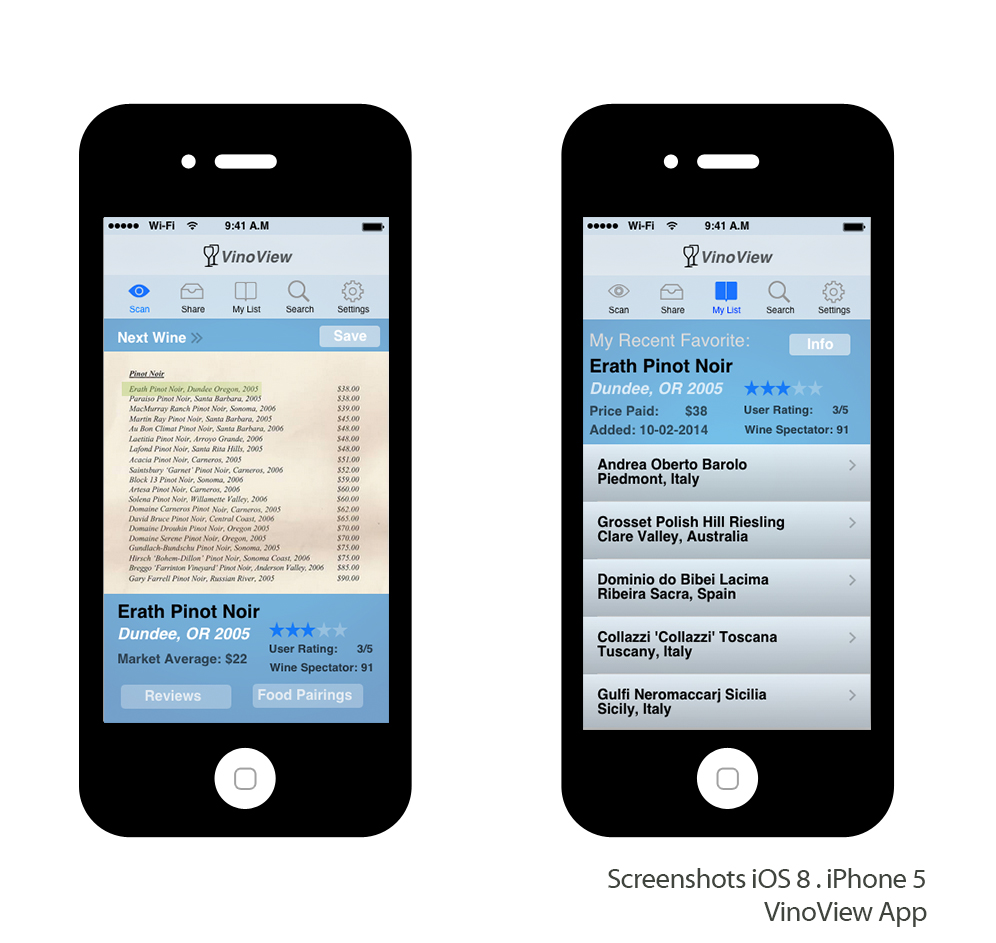 Wi-Fi 9:41 A.M
VinoView
Scan Share My List Search Settings
Next Wine Save
Pinot Noir
Erath Pinot Noir, Dundee Oregon, 2005 $38.00
Paraiso Pinot Noir, Santa Barbara, 2005 $38.00
MacMurray Ranch Pinot Noir, Sonoma, 2006 $39.00
Martin Ray Pinot Noir, Santa Barbara, 2005 $45.00
Au Bon Climat Pinot Noir, Santa Barbara, 2006 $48.00
Laetitia Pinot Noir, Arroyo Grande, 2006 $48.00
Lafond Pinot Noir, Santa Rita Hills, 2005 $48.00
Acacia Pinot Noir, Carneros, 2005 $51.00
Saintsbury ‘Garnet’ Pinot Noir, Carneros, 2006 $52.00
Block 13 Pinot Noir, Sonoma, 2006 $59.00
Artesa Pinot Noir, Carneros, 2006 $60.00
Solena Pinot Noir, Willamette Valley, 2006 $60.00
Domaine Carneros Pinot Noir, Carneros, 2005 $62.00
David Bruce Pinot Noir, Central Coast, 2006 $65.00
Domaine Drouhin Pinot Noir, Oregon 2005 $70.00
Domaine Serene Pinot Noir, Oregon, 2005 $70.00
Gundlach-Bundschu Pinot Noir, Sonoma, 2005 $73.00
Hirsch ‘Bohem-Dillon’ Pinot Noir, Sonoma Coast, 2006 $75.00
Breggo ‘Farrinton Vineyard’ Pinot Noir, Anderson Valley, 2006 $85.00
Gary Farrell Pinot Noir, Russian River, 2005 $90.00
Erath Pinot Noir
Dundee, OR 2005
User Rating: 3/5
Market Average: $22
Wine Spectator: 91
Reviews Food Pairings
Wi-Fi 9:41 A.M
VinoView
Scan Share My List Search Settings
My Recent Favorite: Info
Erath Pinot Noir
Dundee, OR 2005
Price Paid: $38 User Rating: 3/5
Added: 10-02-2014 Wine Spectator: 91
Andrea Oberto Barolo
Piedmont, Italy
Grosset Polish Hill Riesling
Clare Valley, Australia
Dominio do Bibei Lacima
Ribeira Sacra, Spain
Collazzi 'Collazzi' Toscana
Tuscany, Italy
Gulfi Neromaccarj Sicilia
Sicily, Italy
Screenshots iOS 8 . iPhone 5
VinoView App